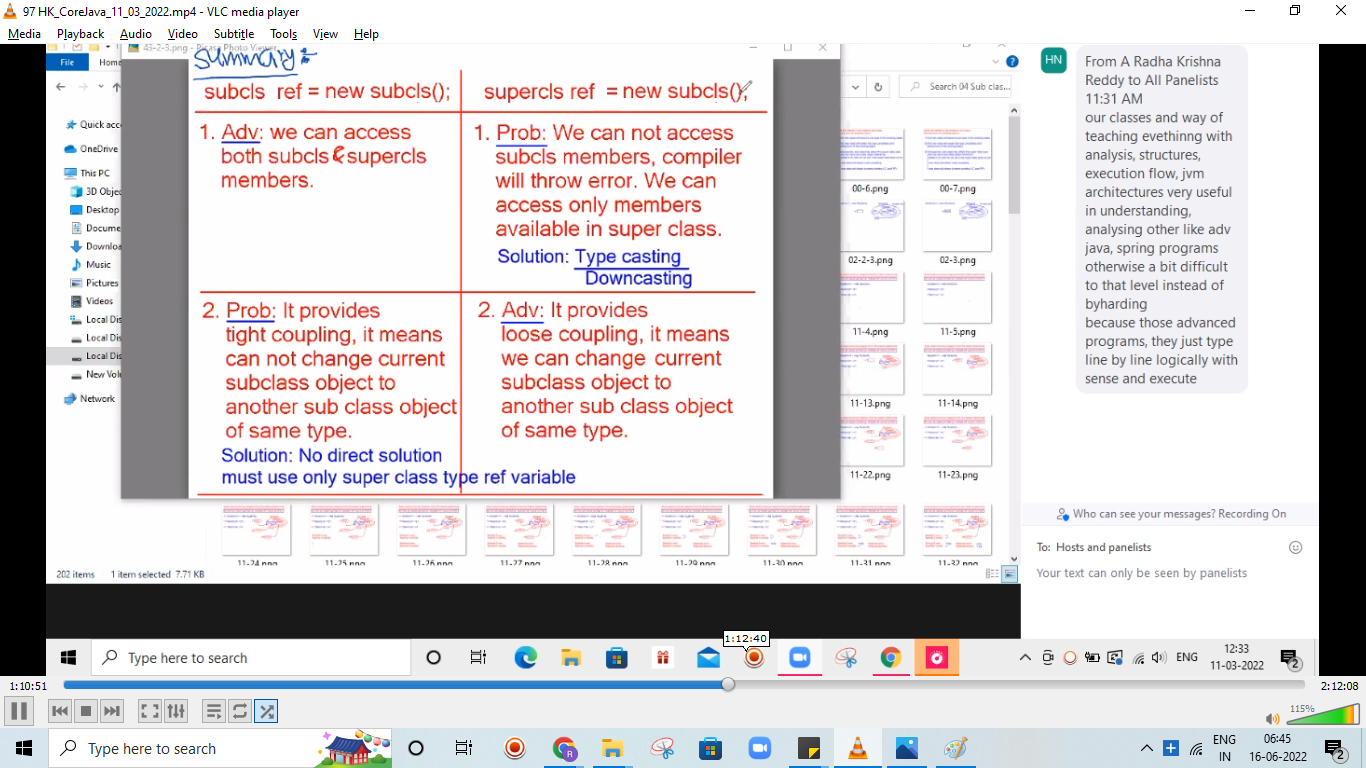 97 HK_CoreJava_11_03_2022.mp4 - VLC media player
Media Playback Audio Video Subtitle Tools View Help
43-2-3.png - Picasa Photo Viewer
File
Home
Search 04 Sub clas...
Quick acc
OneDrive
This PC
3D Objec
Desktop
Docume
Downloa
Music
Pictures
Videos
Local Dis
Local Dis
Local Dis
New Volu
Network
Summary :-
subcls ref = new subcls();
supercls ref = new subcls();
1. Adv: we can access
both subcls & supercls
members.
1. Prob: We can not access
subcls members, compiler
will throw error. We can
access only members
available in super class.
Solution: Type casting
Downcasting
2. Prob: It provides
tight coupling, it means
can not change current
subclass object to
another sub class object
of same type.
Solution: No direct solution
must use only super class type ref variable
2. Adv: It provides
loose coupling, it means
we can change current
subclass object to
another sub class object
of same type.
00-6.png 00-7.png
02-2-3.png 02-3.png
11-4.png 11-5.png
11-13.png 11-14.png
11-22.png 11-23.png
11-24.png 11-25.png 11-26.png 11-27.png 11-28.png 11-29.png 11-30.png 11-31.png 11-32.png
202 items 1 item selected 7.71 KB
HN
From A Radha Krishna
Reddy to All Panelists
11:31 AM
our classes and way of
teaching evethinng with
analysis, structures,
execution flow, jvm
architectures very useful
in understanding,
analysing other like adv
java, spring programs
otherwise a bit difficult
to that level instead of
byharding
because those advanced
programs, they just type
line by line logically with
sense and execute
Who can see your messages? Recording On
To: Hosts and panelists
Your text can only be seen by panelists
1:12:40
Type here to search
ENG
12:33
11-03-2022
2
1:10:51
2:12:08
115%
Type here to search
R
ENG
IN
06:45
16-06-2022
2